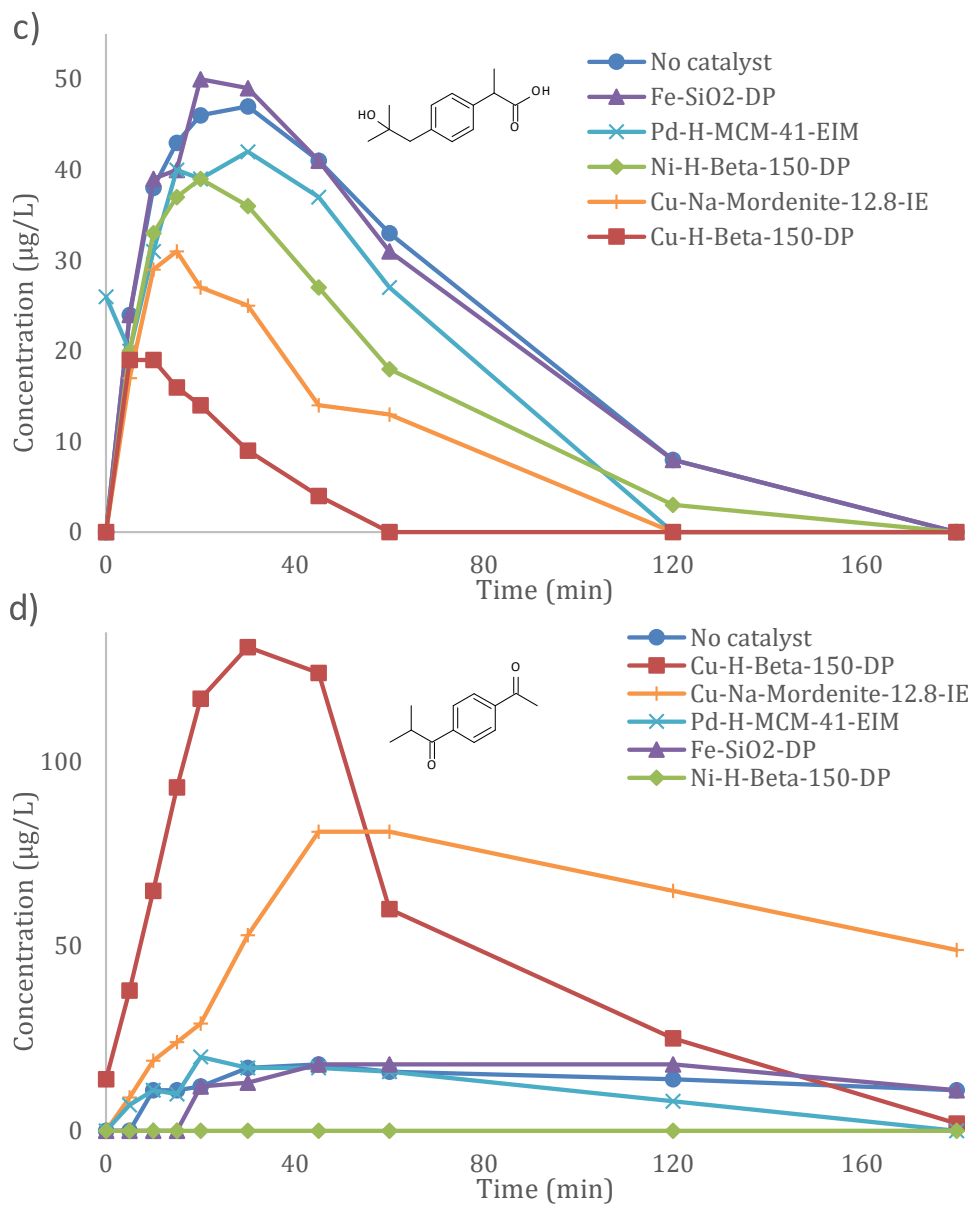 c)
Concentration (µg/L)
50
40
30
20
10
0
0 40 80 120 160
Time (min)
No catalyst
Fe-SiO2-DP
Pd-H-MCM-41-EIM
Ni-H-Beta-150-DP
Cu-Na-Mordenite-12.8-IE
Cu-H-Beta-150-DP
HO
OH
O
d)
Concentration (µg/L)
100
50
0
0 40 80 120 160
Time (min)
No catalyst
Cu-H-Beta-150-DP
Cu-Na-Mordenite-12.8-IE
Pd-H-MCM-41-EIM
Fe-SiO2-DP
Ni-H-Beta-150-DP
O
O